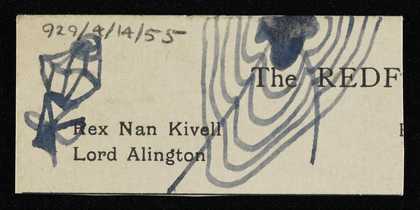 929/4/14/55
The REDF
Rex Nan Kivell
Lord Alington